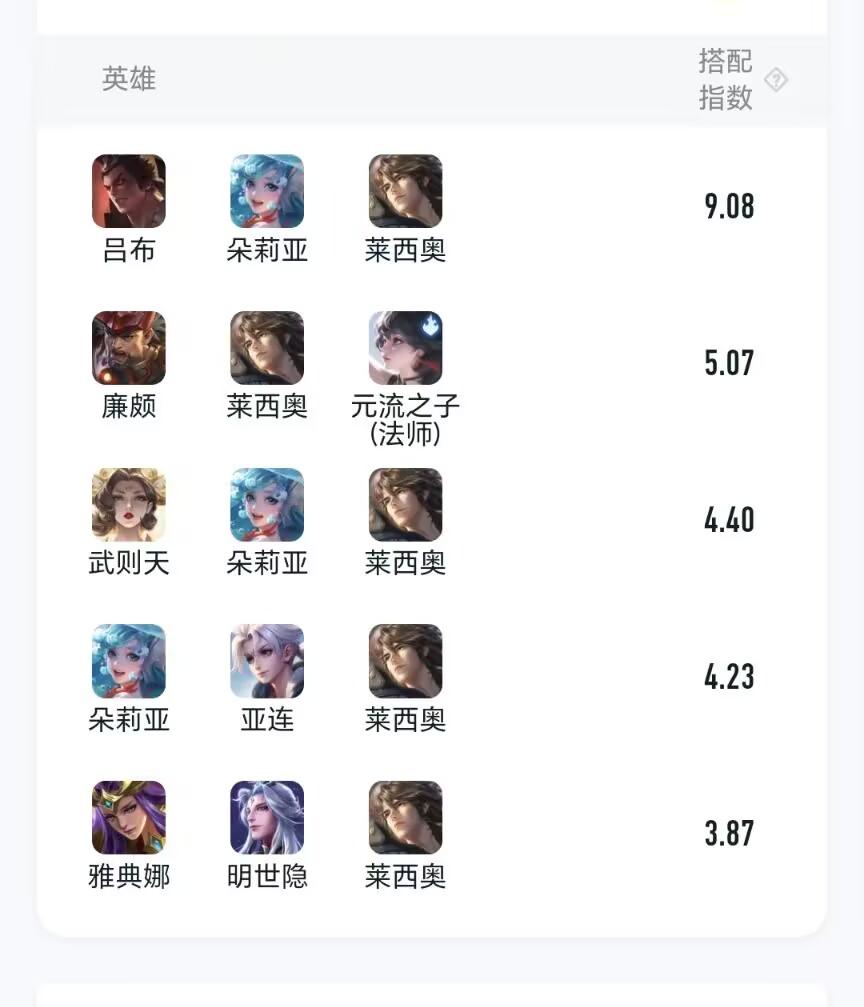 英雄
搭配
指数
?
吕布 朵莉亚 莱西奥 9.08
廉颇 莱西奥 元流之子
(法师) 5.07
武则天 朵莉亚 莱西奥 4.40
朵莉亚 亚连 莱西奥 4.23
雅典娜 明世隐 莱西奥 3.87